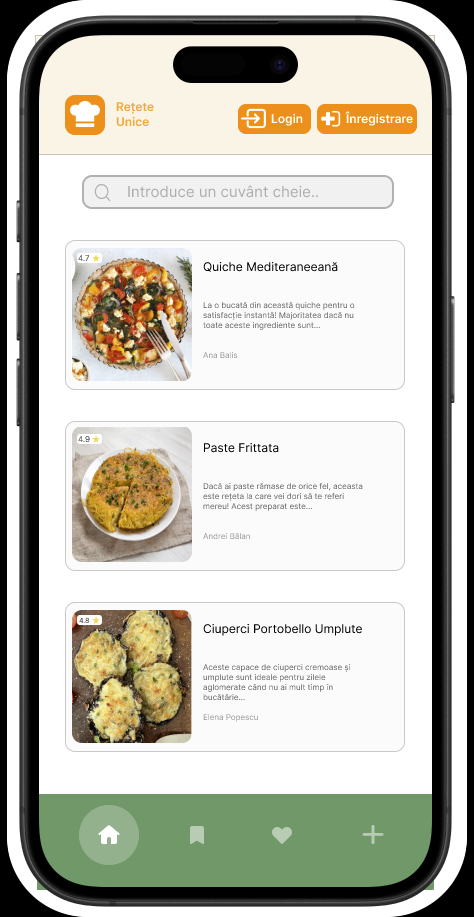 Rețete
Unice
Login
Înregistrare
Introduce un cuvânt cheie..
4.7
Quiche Mediteraneeană
La o bucată din această quiche pentru o
satisfacție instantă! Majoritatea dacă nu
toate aceste ingrediente sunt...
Ana Balis
4.9
Paste Frittata
Dacă ai paste rămase de orice fel, aceasta
este rețeta la care vei dori să te referi
mereu! Acest preparat este...
Andrei Bălan
4.8
Ciuperci Portobello Umplute
Aceste capace de ciuperci cremoase și
umplute sunt ideale pentru zilele
aglomerate când nu ai mult timp în
bucătărie...
Elena Popescu